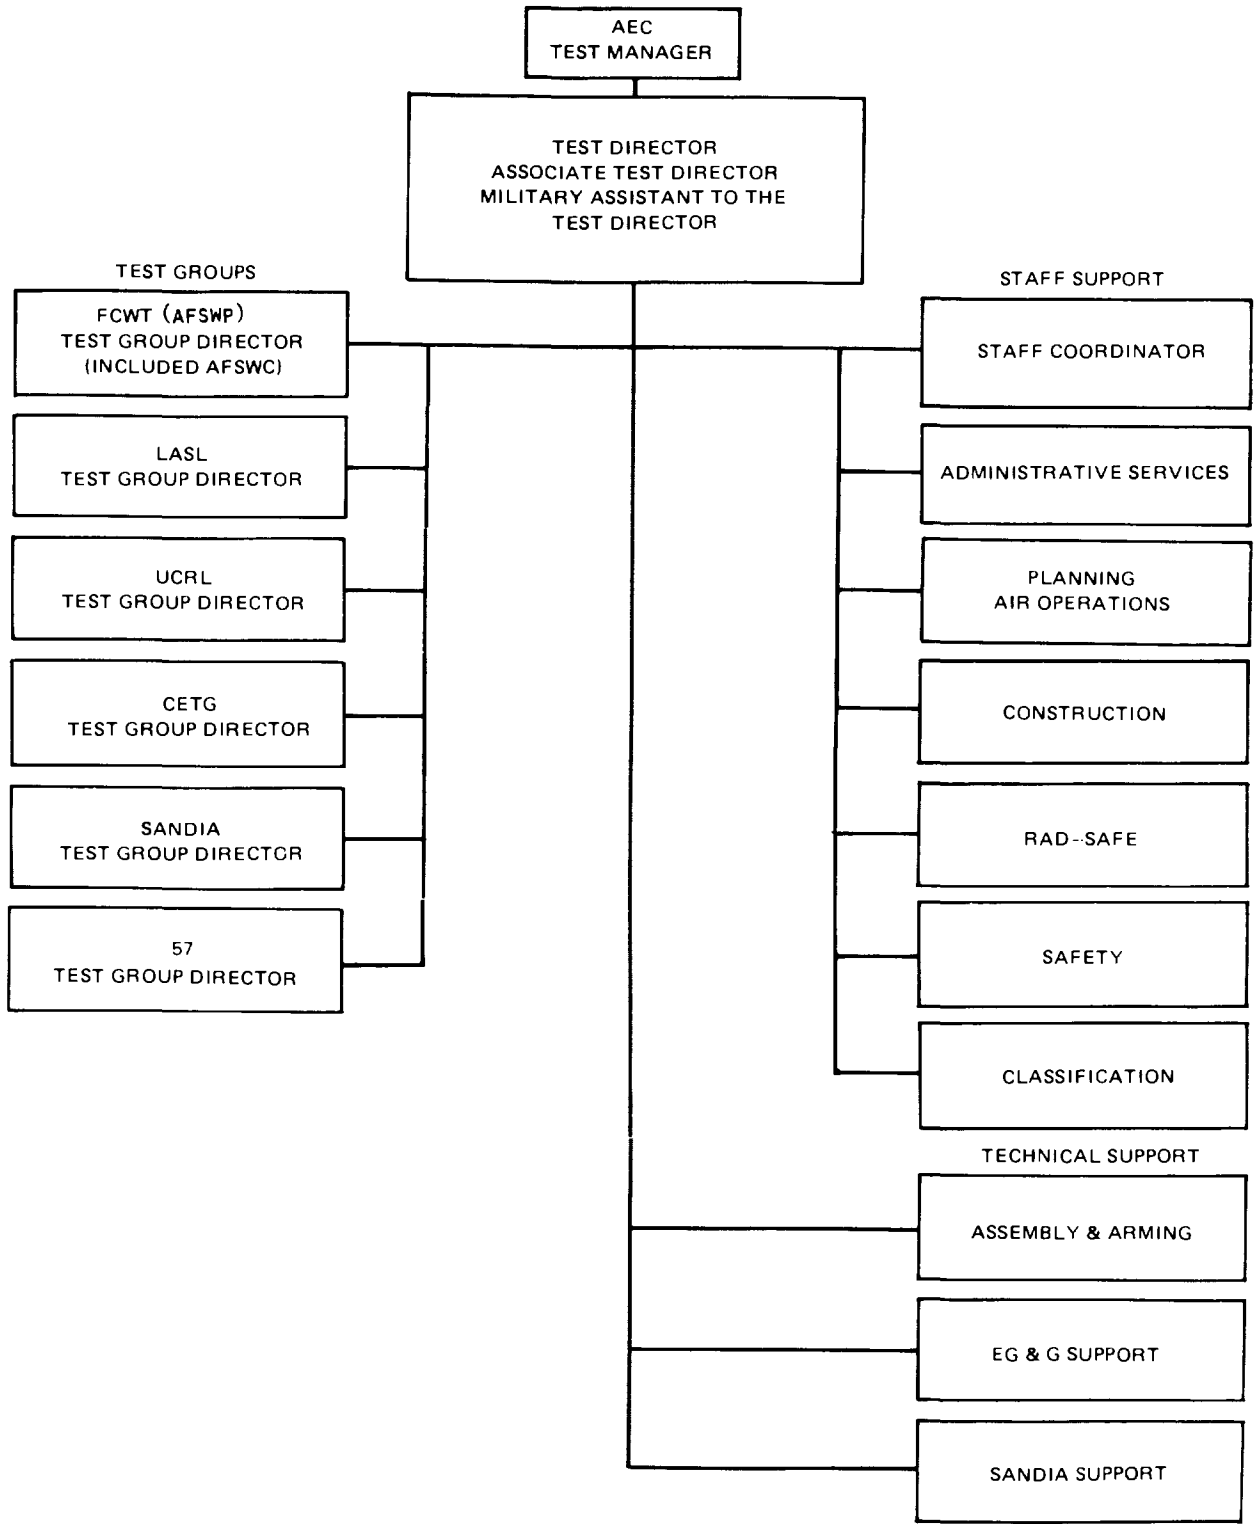 AEC
TEST MANAGER
TEST DIRECTOR
ASSOCIATE TEST DIRECTOR
MILITARY ASSISTANT TO THE
TEST DIRECTOR
TEST GROUPS
FCWT (AFSWP)
TEST GROUP DIRECTOR
(INCLUDED AFSWC)
LASL
TEST GROUP DIRECTOR
UCRL
TEST GROUP DIRECTOR
CETG
TEST GROUP DIRECTOR
SANDIA
TEST GROUP DIRECTOR
57
TEST GROUP DIRECTOR
STAFF SUPPORT
STAFF COORDINATOR
ADMINISTRATIVE SERVICES
PLANNING
AIR OPERATIONS
CONSTRUCTION
RAD--SAFE
SAFETY
CLASSIFICATION
TECHNICAL SUPPORT
ASSEMBLY & ARMING
EG & G SUPPORT
SANDIA SUPPORT